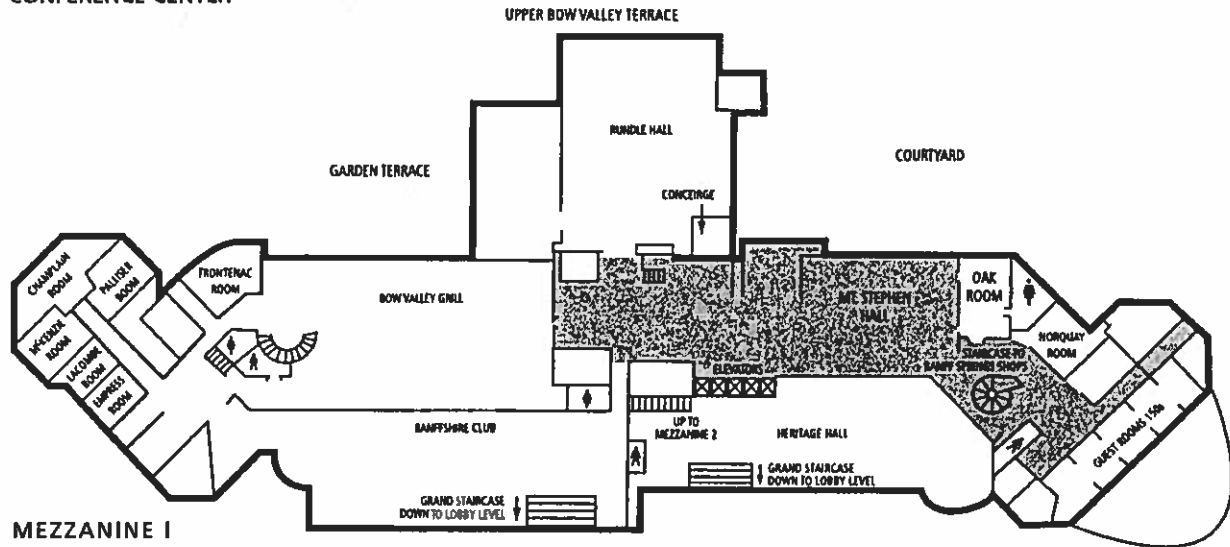 CONFERENCE CENTER
UPPER BOW VALLEY TERRACE
RUNDLE HALL
GARDEN TERRACE
COURTYARD
CONCEIRGE
CHAMPLAIN
ROOM
PALLISER
ROOM
FRONTENAC
ROOM
BOW VALLEY GRILL
MT. STEPHEN
HALL
OAK
ROOM
McKENZIE
ROOM
NORQUAY
ROOM
LACOMBE
ROOM
EMPRESS
ROOM
STAIRCASE TO
BANFF SPRINGS SHOPS
ELEVATORS
UP TO
MEZZANINE 2
BANFFSHIRE CLUB
HERITAGE HALL
GUEST ROOMS 150s
GRAND STAIRCASE
DOWN TO LOBBY LEVEL
GRAND STAIRCASE
DOWN TO LOBBY LEVEL
MEZZANINE I